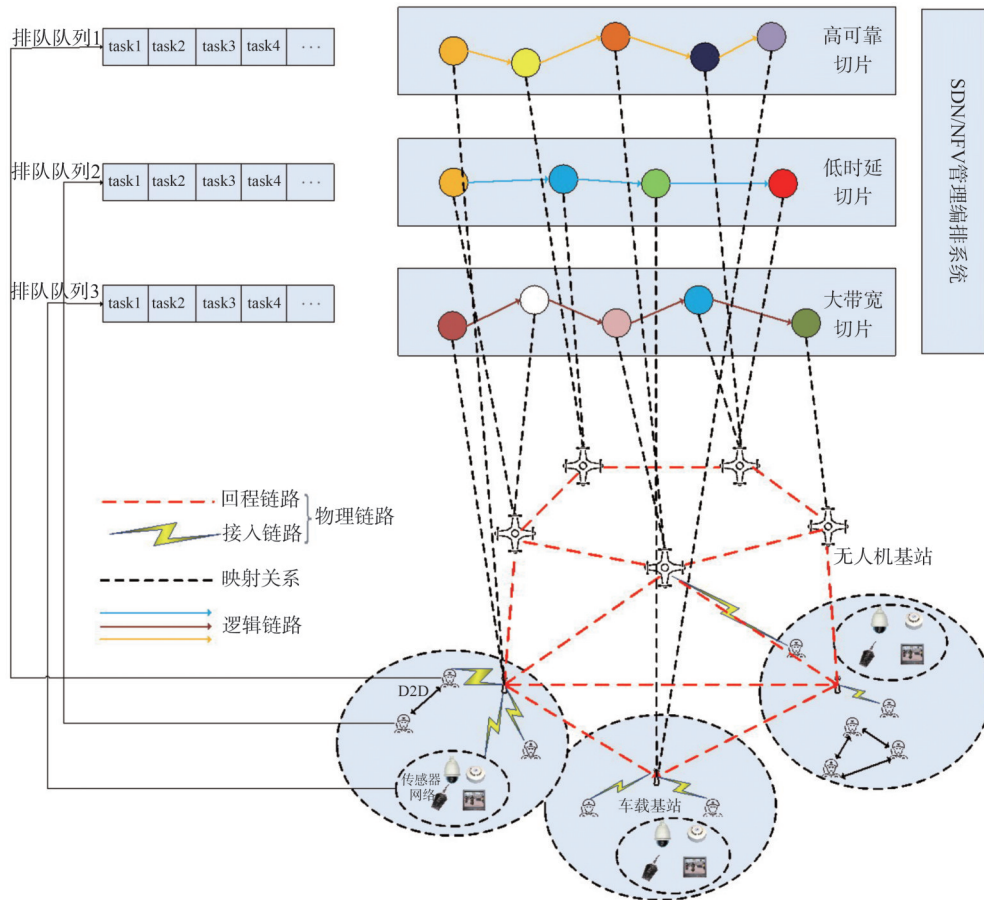 排队队列1
task1 task2 task3 task4 ···
高可靠
切片
排队队列2
task1 task2 task3 task4 ···
低时延
切片
SDN/NFV管理编排系统
排队队列3
task1 task2 task3 task4 ···
大带宽
切片
回程链路
接入链路
物理链路
映射关系
逻辑链路
无人机基站
D2D
传感器
网络
车载基站